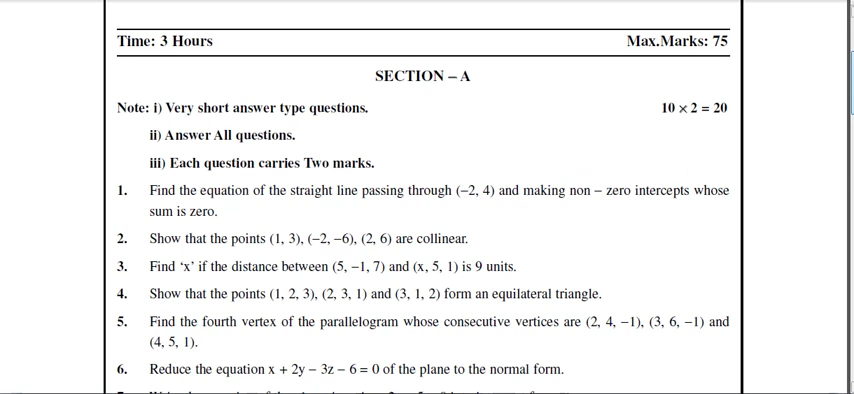 Time: 3 Hours Max.Marks: 75
SECTION – A
Note: i) Very short answer type questions. 10 × 2 = 20
ii) Answer All questions.
iii) Each question carries Two marks.
1. Find the equation of the straight line passing through (−2, 4) and making non − zero intercepts whose
sum is zero.
2. Show that the points (1, 3), (−2, −6), (2, 6) are collinear.
3. Find ‘x’ if the distance between (5, −1, 7) and (x, 5, 1) is 9 units.
4. Show that the points (1, 2, 3), (2, 3, 1) and (3, 1, 2) form an equilateral triangle.
5. Find the fourth vertex of the parallelogram whose consecutive vertices are (2, 4, −1), (3, 6, −1) and
(4, 5, 1).
6. Reduce the equation x + 2y − 3z − 6 = 0 of the plane to the normal form.